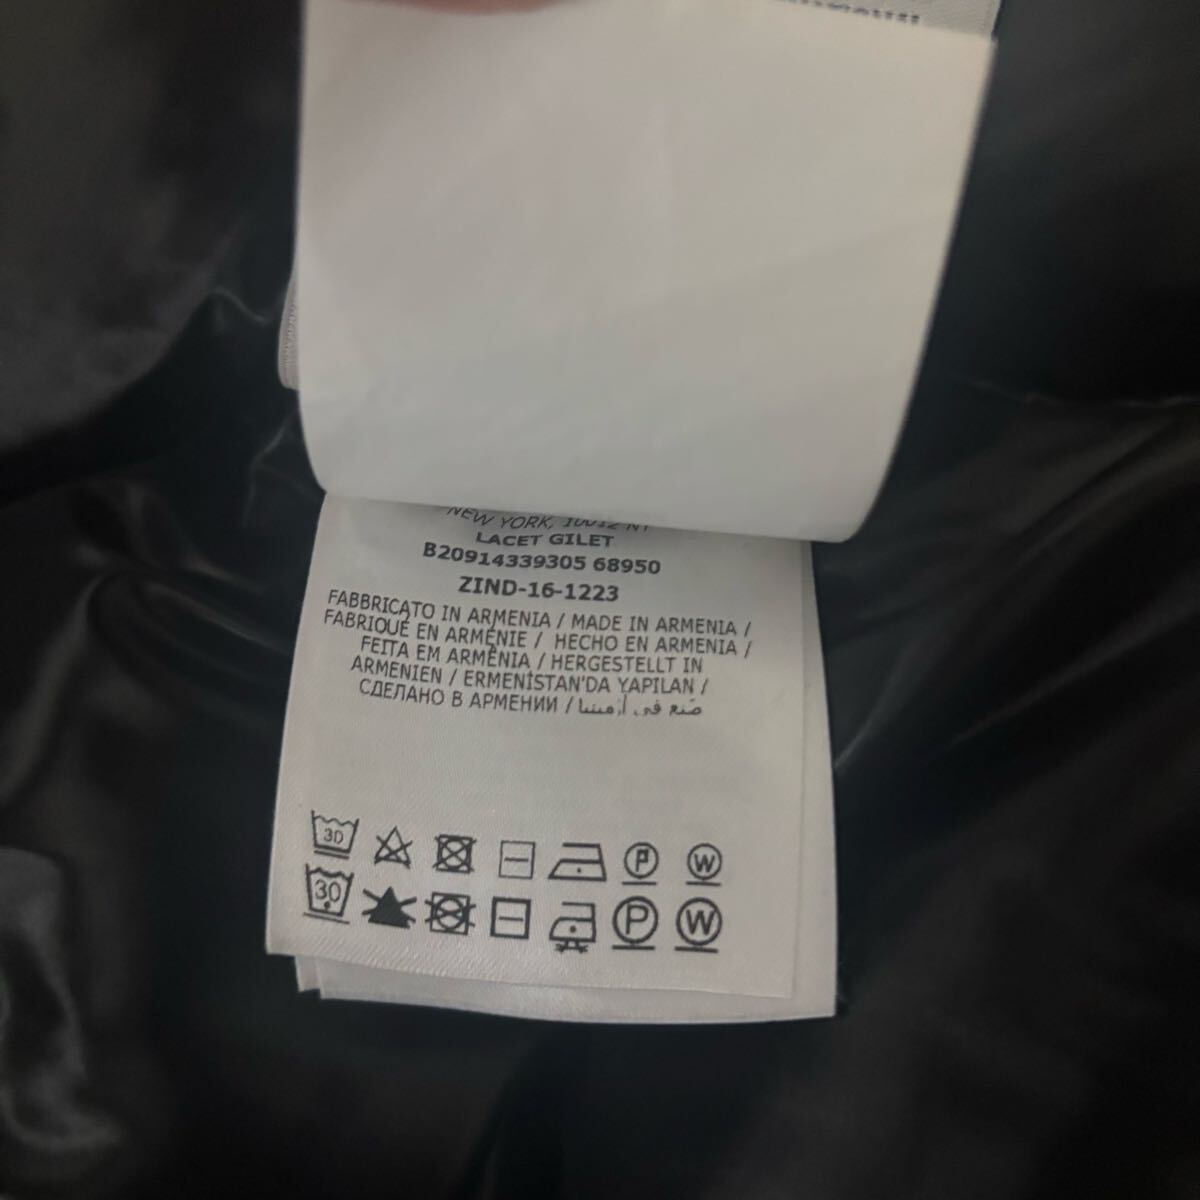 NEW YORK, 10012 NY
LACET GILET
B20914339305 68950
ZIND-16-1223
FABBRICATO IN ARMENIA / MADE IN ARMENIA /
FABRIQUÉ EN ARMÉNIE / HECHO EN ARMENIA /
FEITA EM ARMÊNIA / HERGESTELLT IN
ARMENIEN / ERMENİSTAN'DA YAPILAN /
СДЕЛАНО В АРМЕНИИ / صنع في أرمينيا
30 P W
30 P W